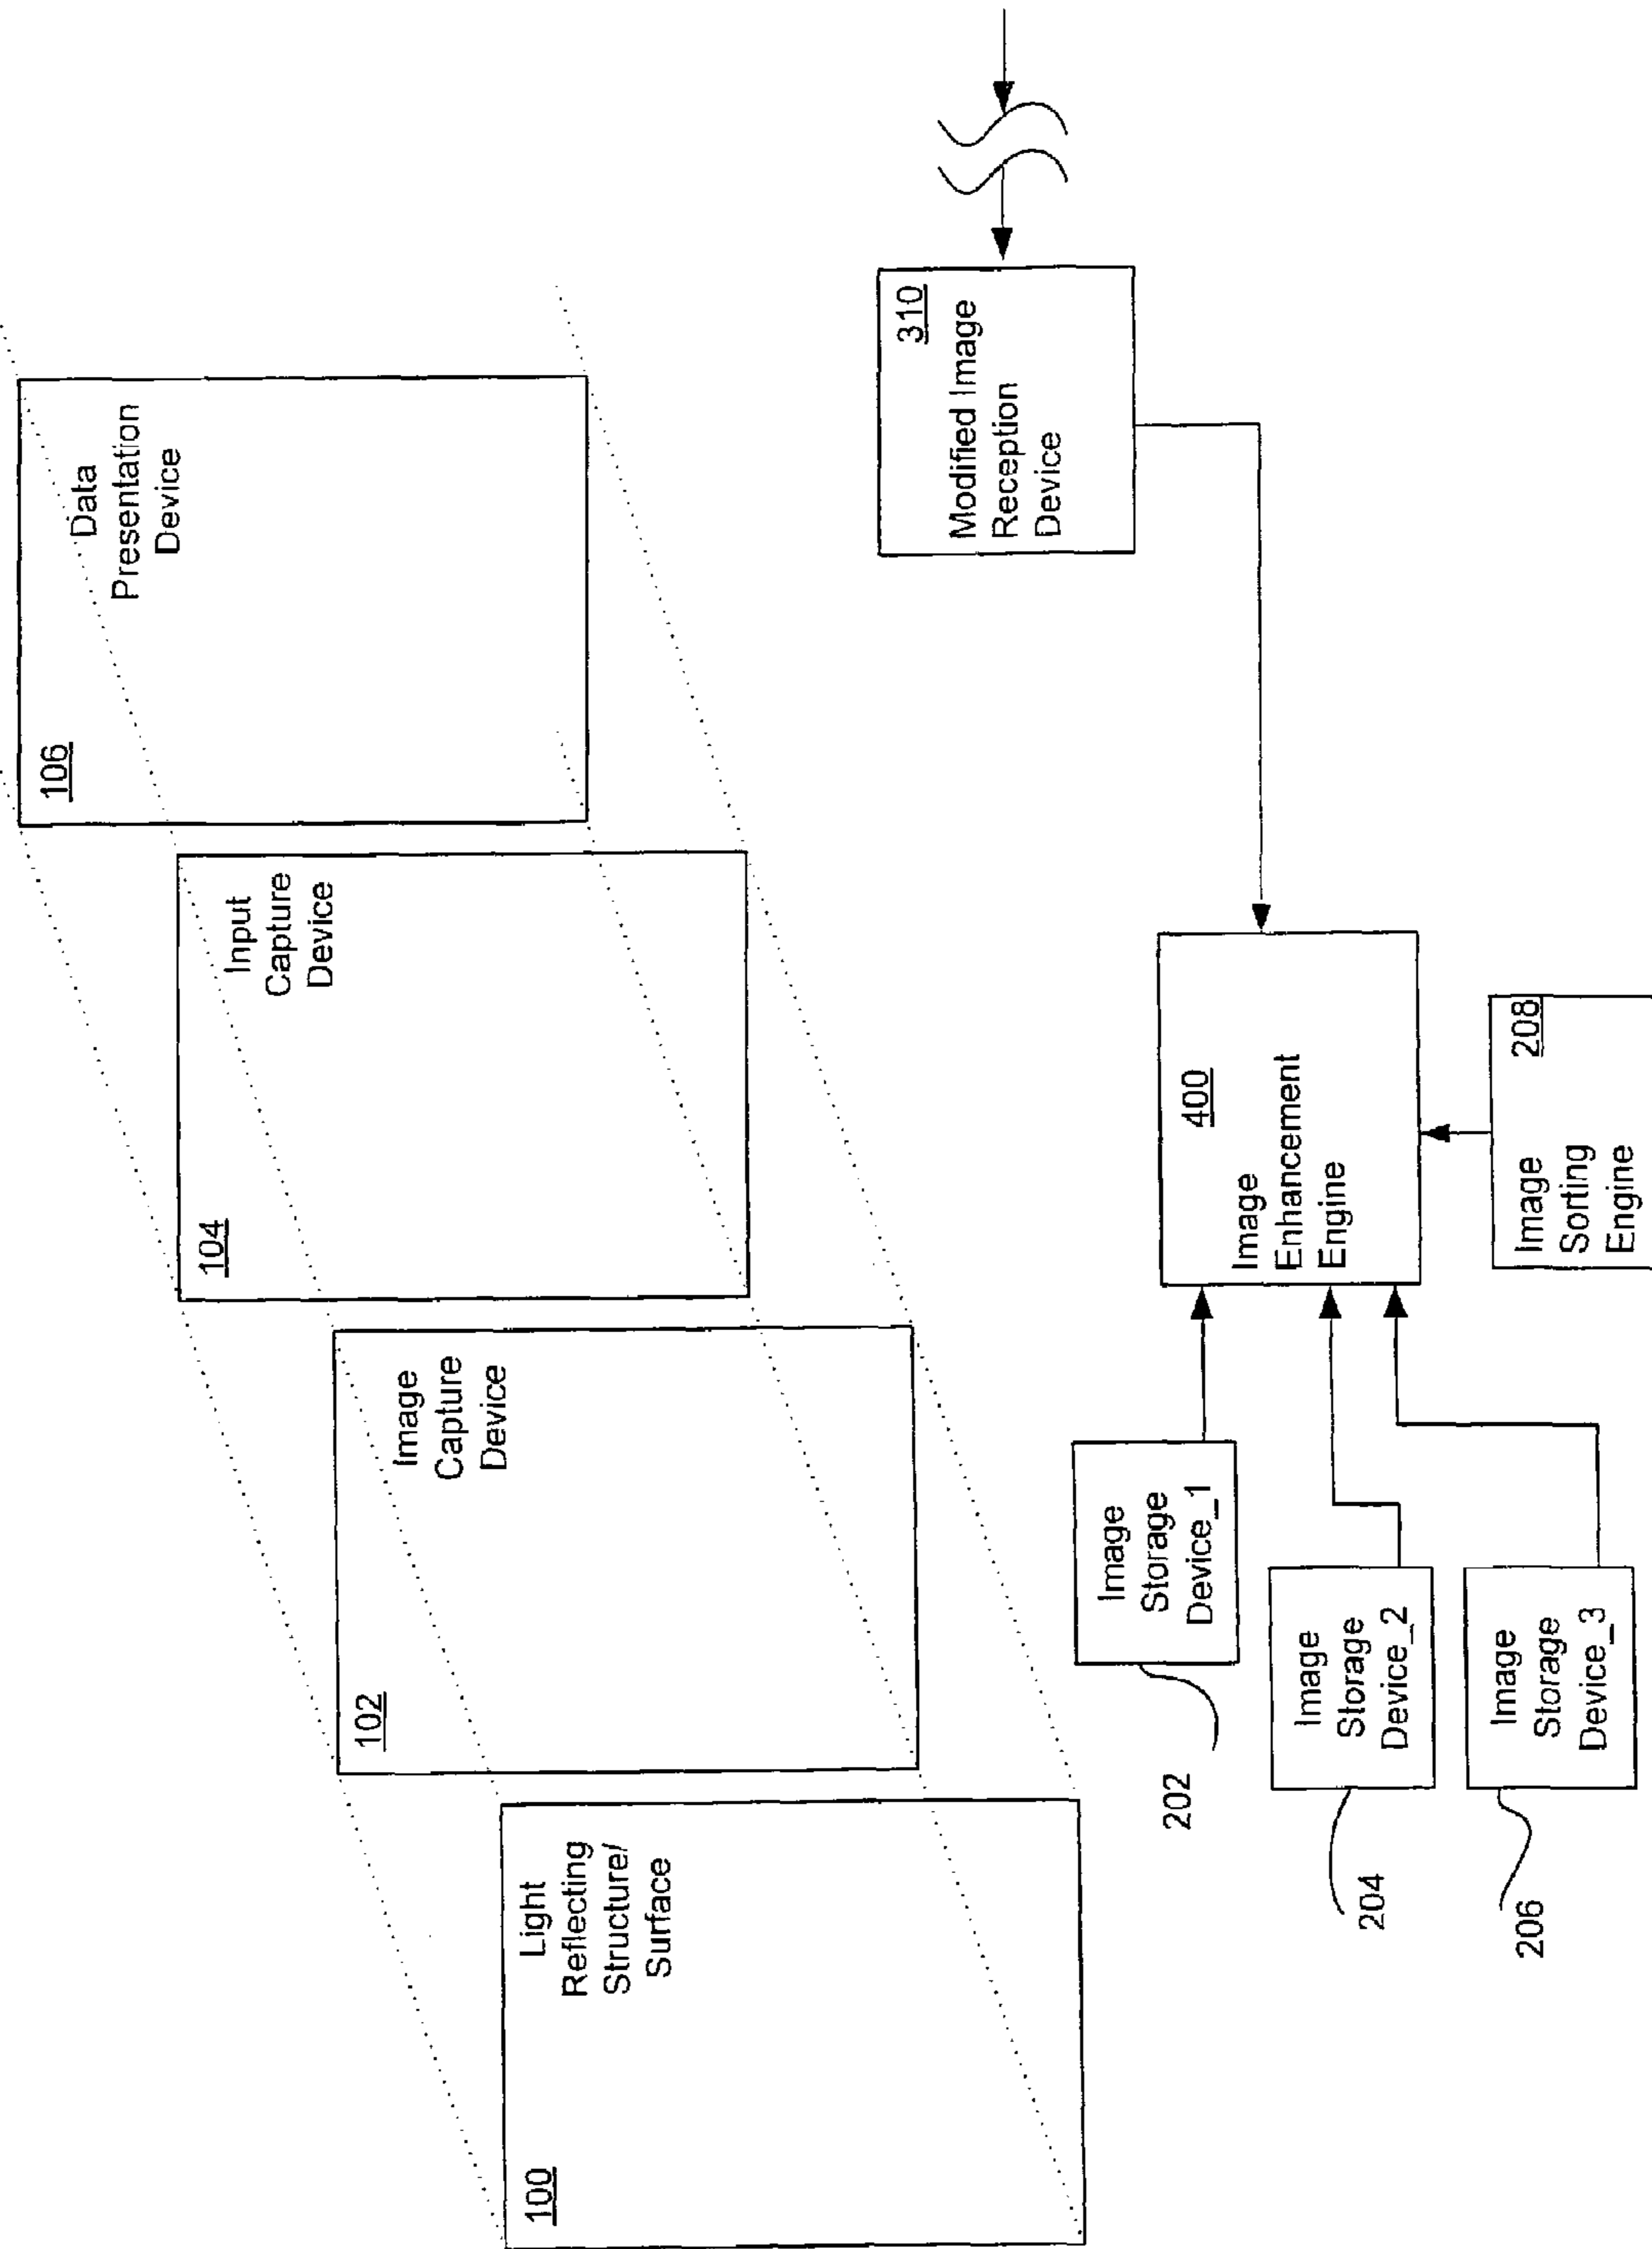 100
Light
Reflecting
Structure/
Surface
102
Image
Capture
Device
104
Input
Capture
Device
106
Data
Presentation
Device
202
Image
Storage
Device_1
204
Image
Storage
Device_2
206
Image
Storage
Device_3
400
Image
Enhancement
Engine
208
Image
Sorting
Engine
310
Modified Image
Reception
Device